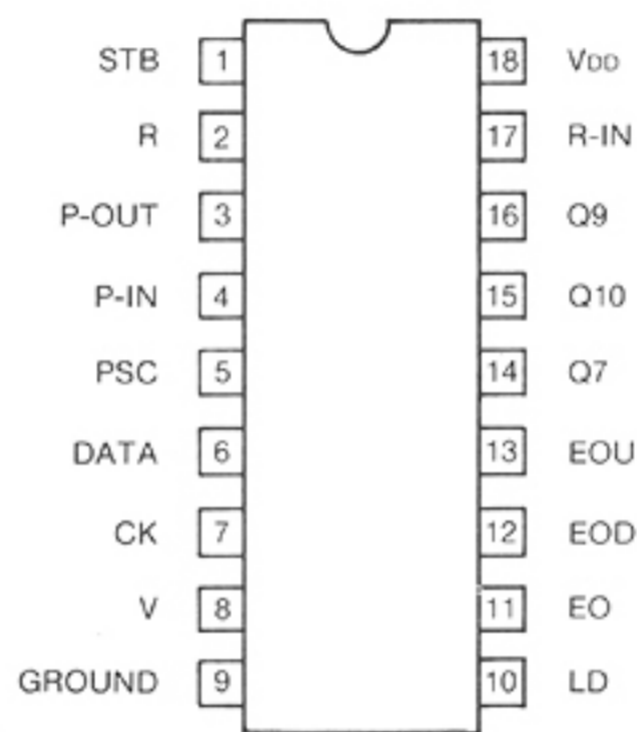 STB 1 18 VDD
R 2 17 R-IN
P-OUT 3 16 Q9
P-IN 4 15 Q10
PSC 5 14 Q7
DATA 6 13 EOU
CK 7 12 EOD
V 8 11 EO
GROUND 9 10 LD